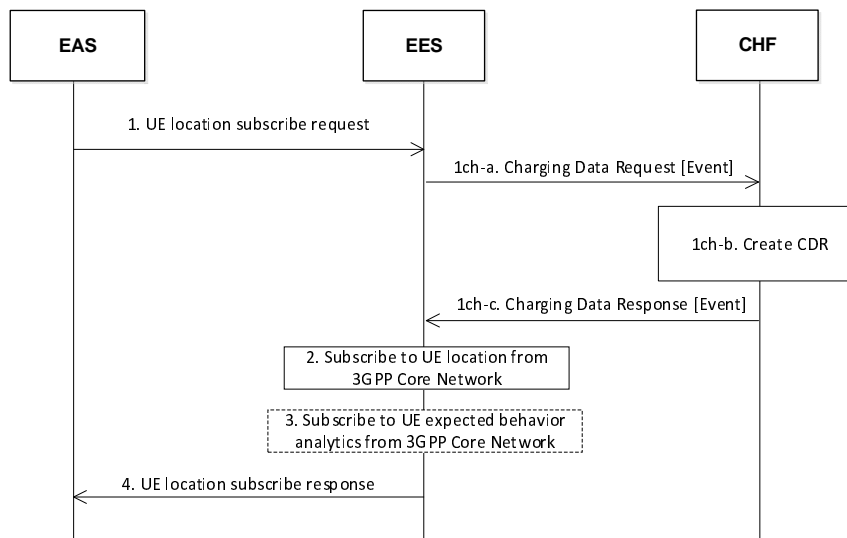 EAS
EES
CHF
1. UE location subscribe request
1ch-a. Charging Data Request [Event]
1ch-b. Create CDR
1ch-c. Charging Data Response [Event]
2. Subscribe to UE location from
3GPP Core Network
3. Subscribe to UE expected behavior
analytics from 3GPP Core Network
4. UE location subscribe response